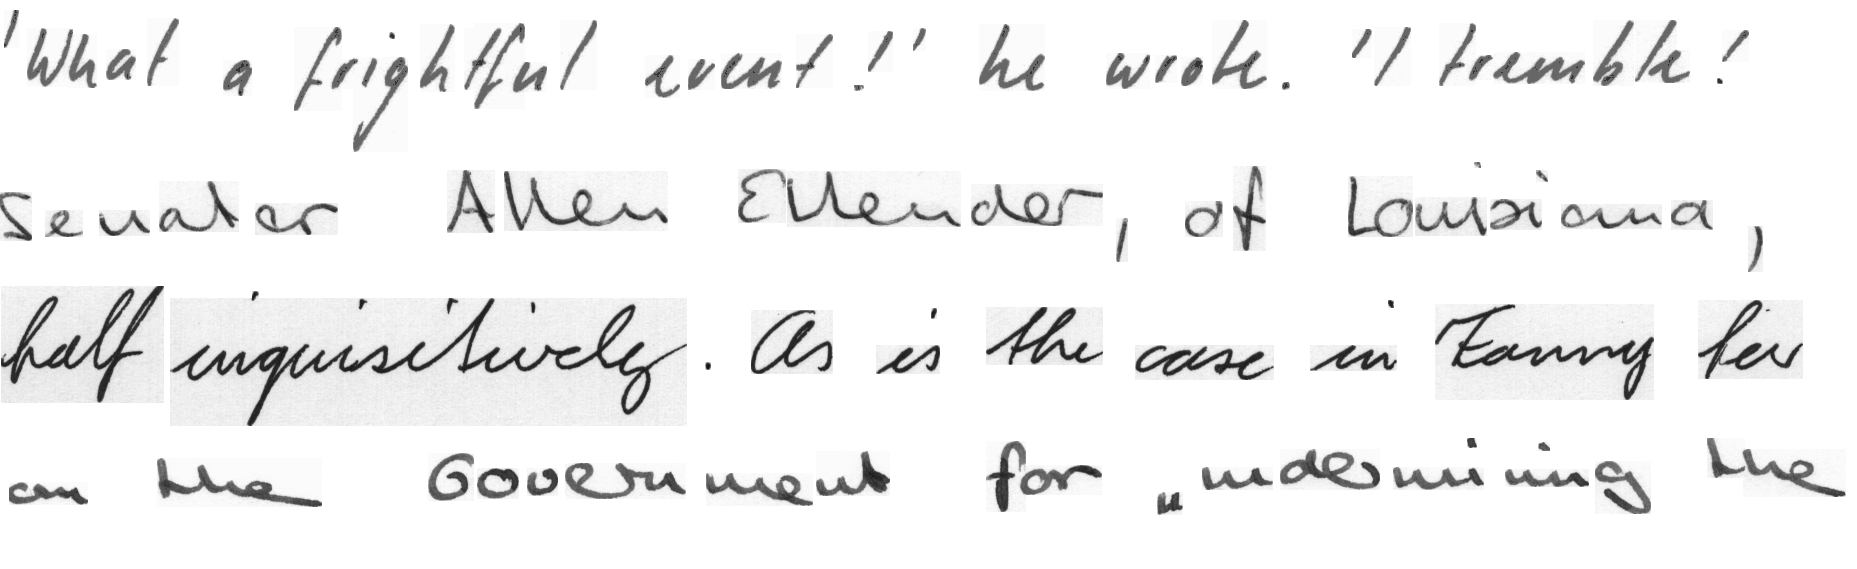 'What a frightful event!' he wrote. 'I tremble!
Senator Allen Ellender, of Louisiana,
half inquisitively. As is the case in Fanny her
on the Government for „undermining the